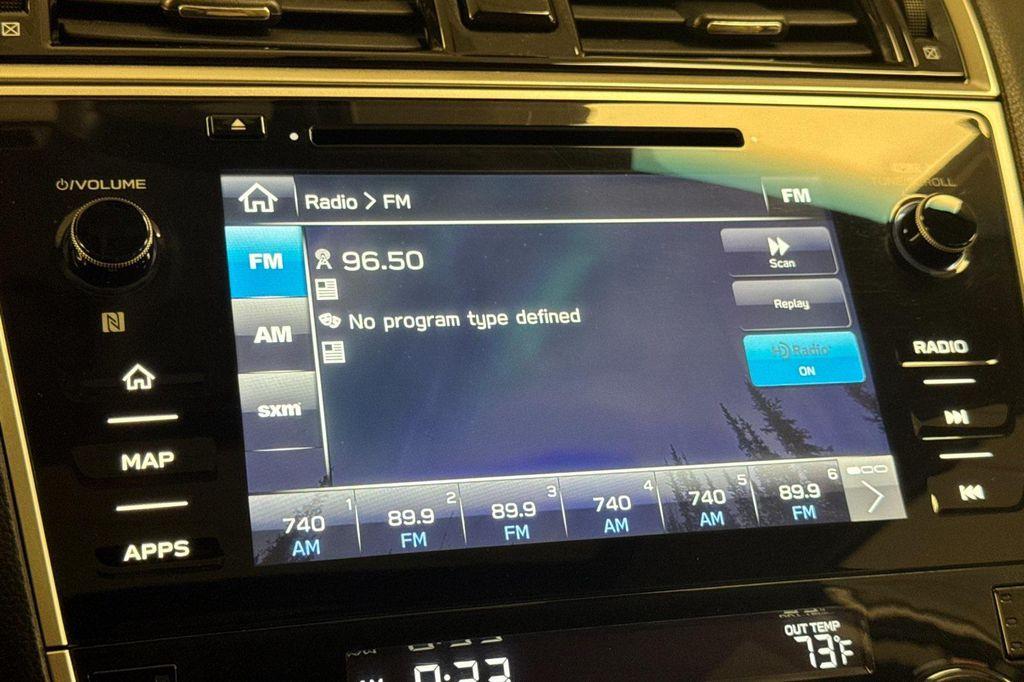 VOLUME
Radio > FM
FM
FM
96.50
Scan
AM
No program type defined
Replay
HD Radio
ON
sxm
RADIO
MAP
APPS
1
740
AM
2
89.9
FM
3
89.9
FM
4
740
AM
5
740
AM
6
89.9
FM
OUT TEMP
73°F